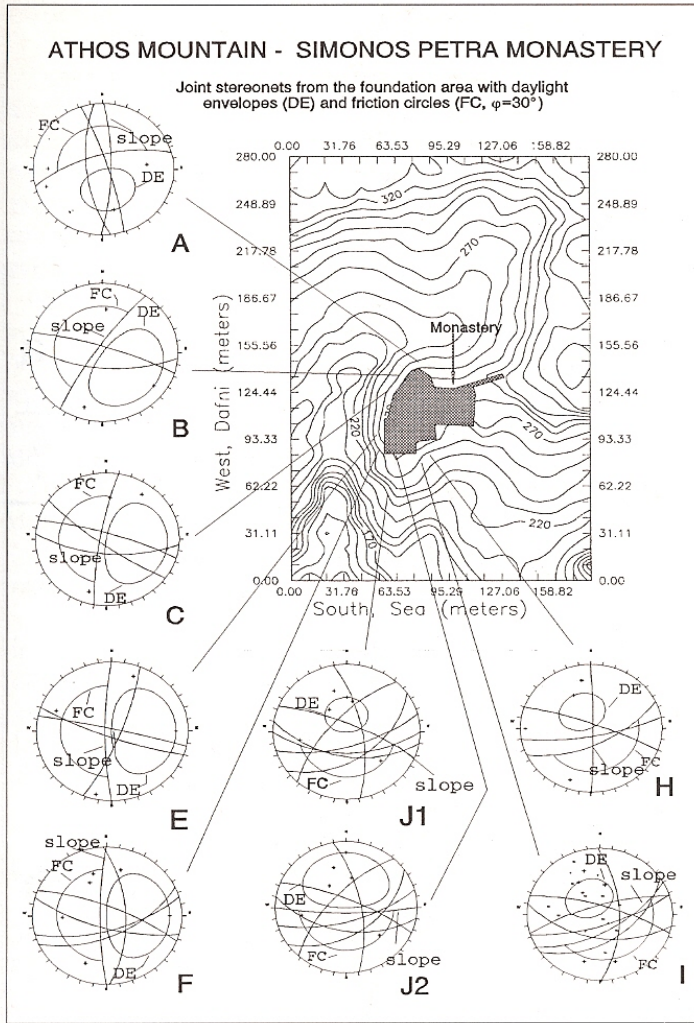 ATHOS MOUNTAIN - SIMONOS PETRA MONASTERY
Joint stereonets from the foundation area with daylight
envelopes (DE) and friction circles (FC, φ=30°)
FC
slope
DE
A
FC
DE
slope
B
FC
slope
DE
C
FC
slope
DE
E
slope
FC
DE
F
0.00 31.76 63.53 95.29 127.06 158.82
280.00 280.00
248.89 248.89
217.78 217.78
186.67 186.67
155.56 155.56
124.44 124.44
93.33 93.33
62.22 62.22
31.11 31.11
0.00 0.00
0.00 31.76 63.53 95.29 127.06 158.82
West, Dafni (meters)
South, Sea (meters)
320
270
Monastery
220
270
220
170
DE
FC
slope
J1
DE
FC
slope
J2
DE
slope
FC
H
DE
slope
FC
I